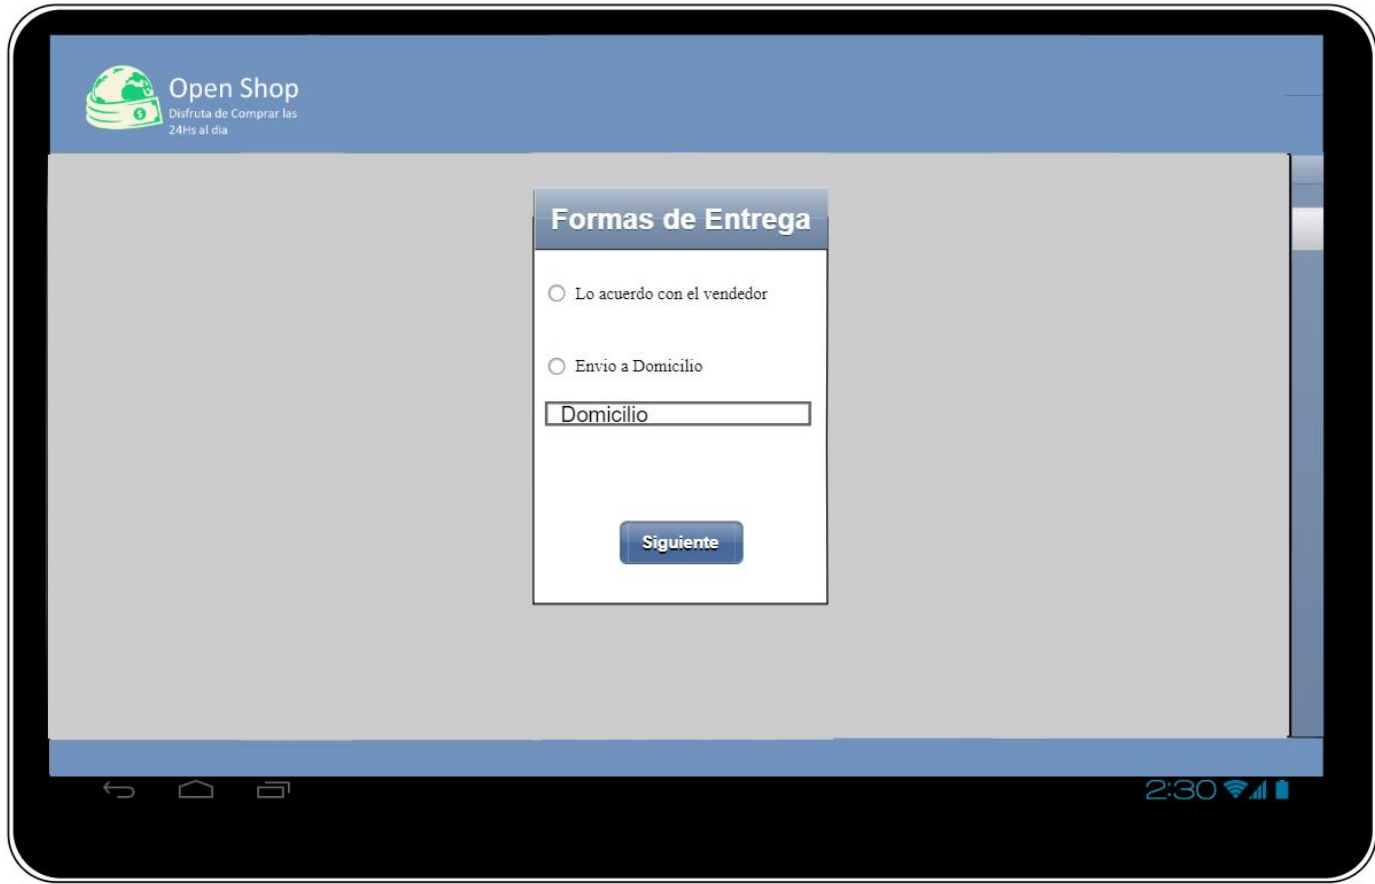 Open Shop
Disfruta de Comprar las
24Hs al dia
Formas de Entrega
Lo acuerdo con el vendedor
Envio a Domicilio
Domicilio
Siguiente
2:30